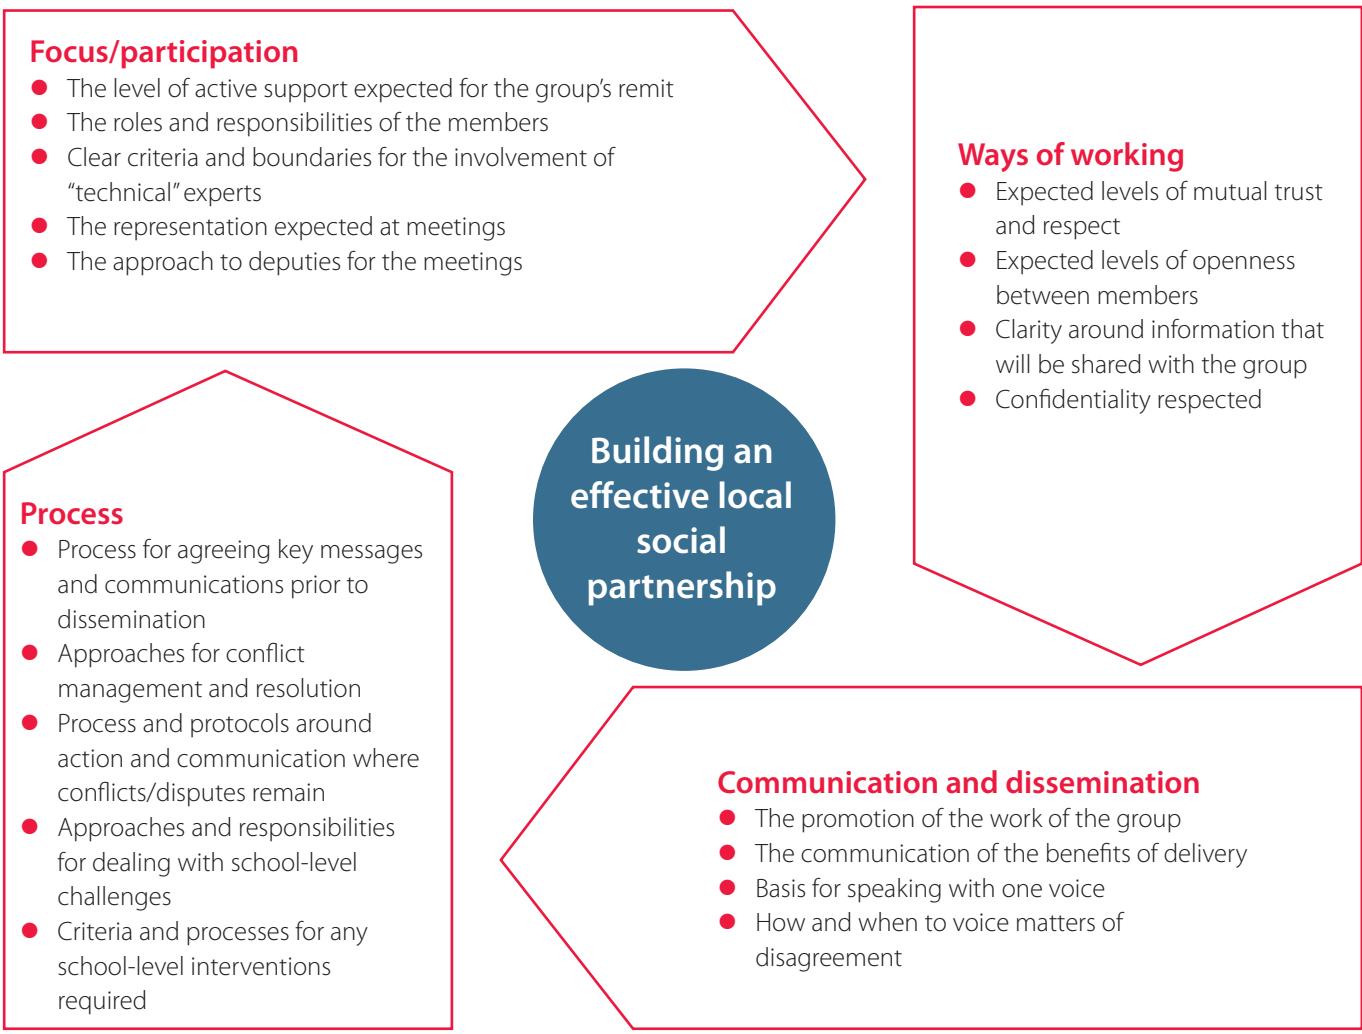 Focus/participation
● The level of active support expected for the group’s remit
● The roles and responsibilities of the members
● Clear criteria and boundaries for the involvement of
“technical” experts
● The representation expected at meetings
● The approach to deputies for the meetings
Ways of working
● Expected levels of mutual trust
and respect
● Expected levels of openness
between members
● Clarity around information that
will be shared with the group
● Confidentiality respected
Building an
effective local
social
partnership
Communication and dissemination
● The promotion of the work of the group
● The communication of the benefits of delivery
● Basis for speaking with one voice
● How and when to voice matters of
disagreement
Process
● Process for agreeing key messages
and communications prior to
dissemination
● Approaches for conflict
management and resolution
● Process and protocols around
action and communication where
conflicts/disputes remain
● Approaches and responsibilities
for dealing with school-level
challenges
● Criteria and processes for any
school-level interventions
required